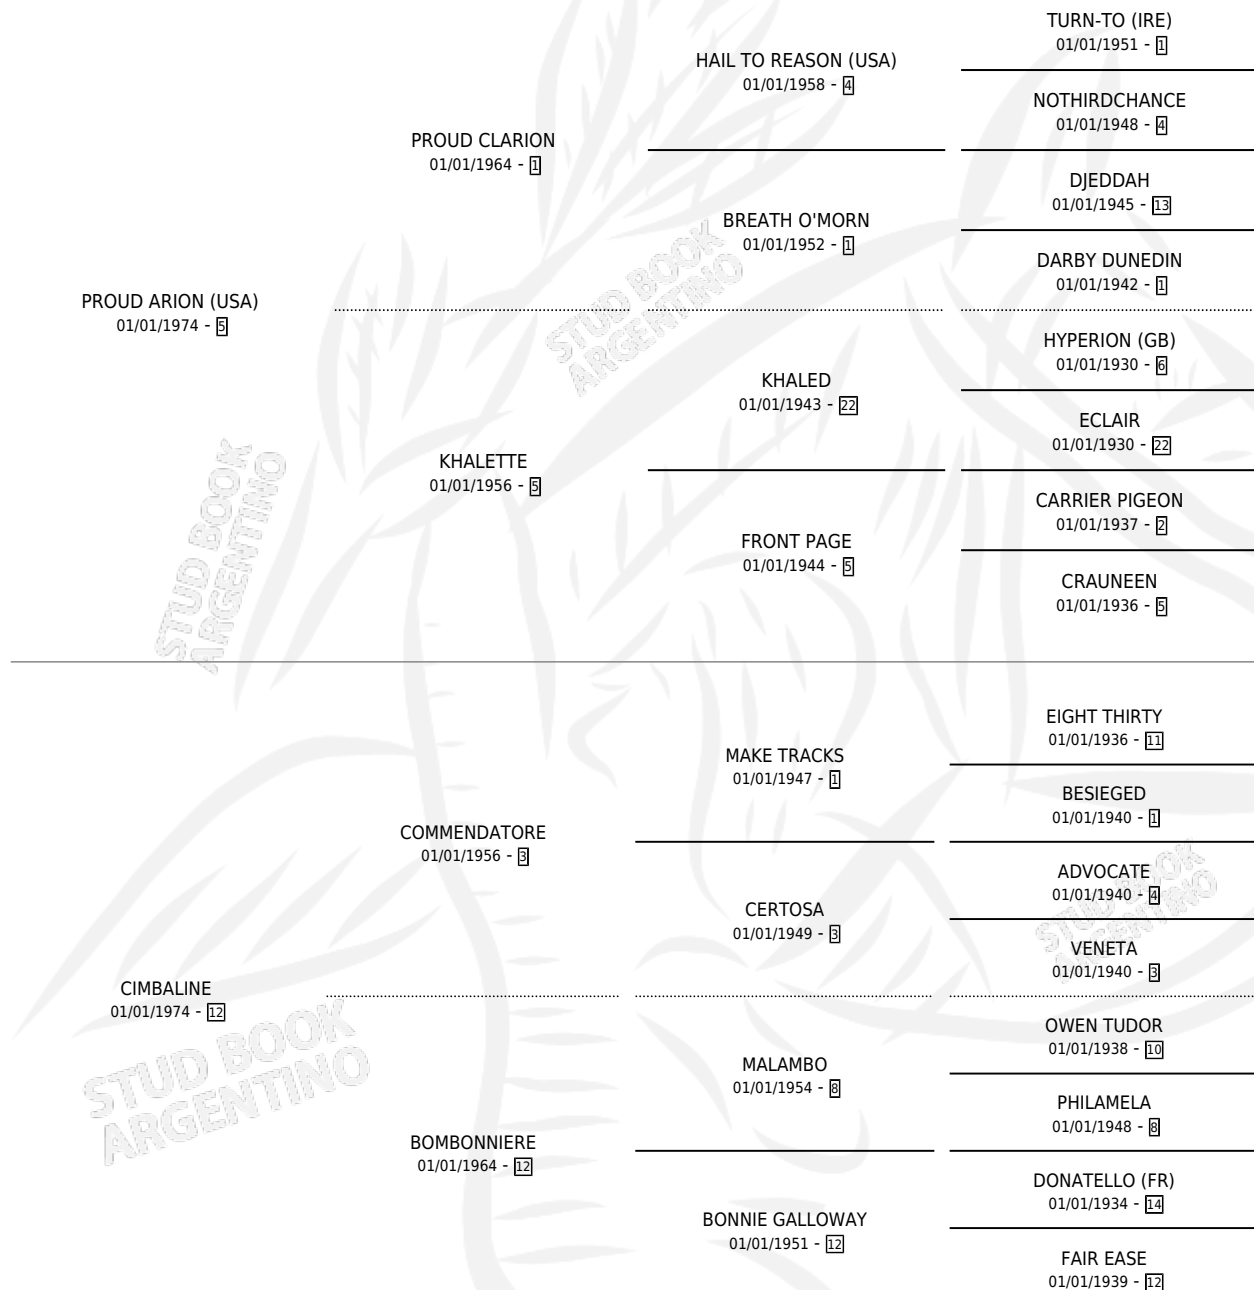 TURN-TO (IRE)
01/01/1951 - 1
HAIL TO REASON (USA)
01/01/1958 - 4
NOTHIRDCHANCE
01/01/1948 - 4
PROUD CLARION
01/01/1964 - 1
DJEDDAH
01/01/1945 - 13
BREATH O'MORN
01/01/1952 - 1
DARBY DUNEDIN
01/01/1942 - 1
PROUD ARION (USA)
01/01/1974 - 5
HYPERION (GB)
01/01/1930 - 6
KHALED
01/01/1943 - 22
ECLAIR
01/01/1930 - 22
KHALETTE
01/01/1956 - 5
CARRIER PIGEON
01/01/1937 - 2
FRONT PAGE
01/01/1944 - 5
CRAUNEEN
01/01/1936 - 5
EIGHT THIRTY
01/01/1936 - 11
MAKE TRACKS
01/01/1947 - 1
BESIEGED
01/01/1940 - 1
COMMENDATORE
01/01/1956 - 3
ADVOCATE
01/01/1940 - 4
CERTOSA
01/01/1949 - 3
VENETA
01/01/1940 - 3
CIMBALINE
01/01/1974 - 12
OWEN TUDOR
01/01/1938 - 10
MALAMBO
01/01/1954 - 8
PHILAMELA
01/01/1948 - 8
BOMBONNIERE
01/01/1964 - 12
DONATELLO (FR)
01/01/1934 - 14
BONNIE GALLOWAY
01/01/1951 - 12
FAIR EASE
01/01/1939 - 12
STUD BOOK
ARGENTINO
STUD BOOK
ARGENTINO
STUD BOOK
ARGENTINO
STUD BOOK
ARGENTINO